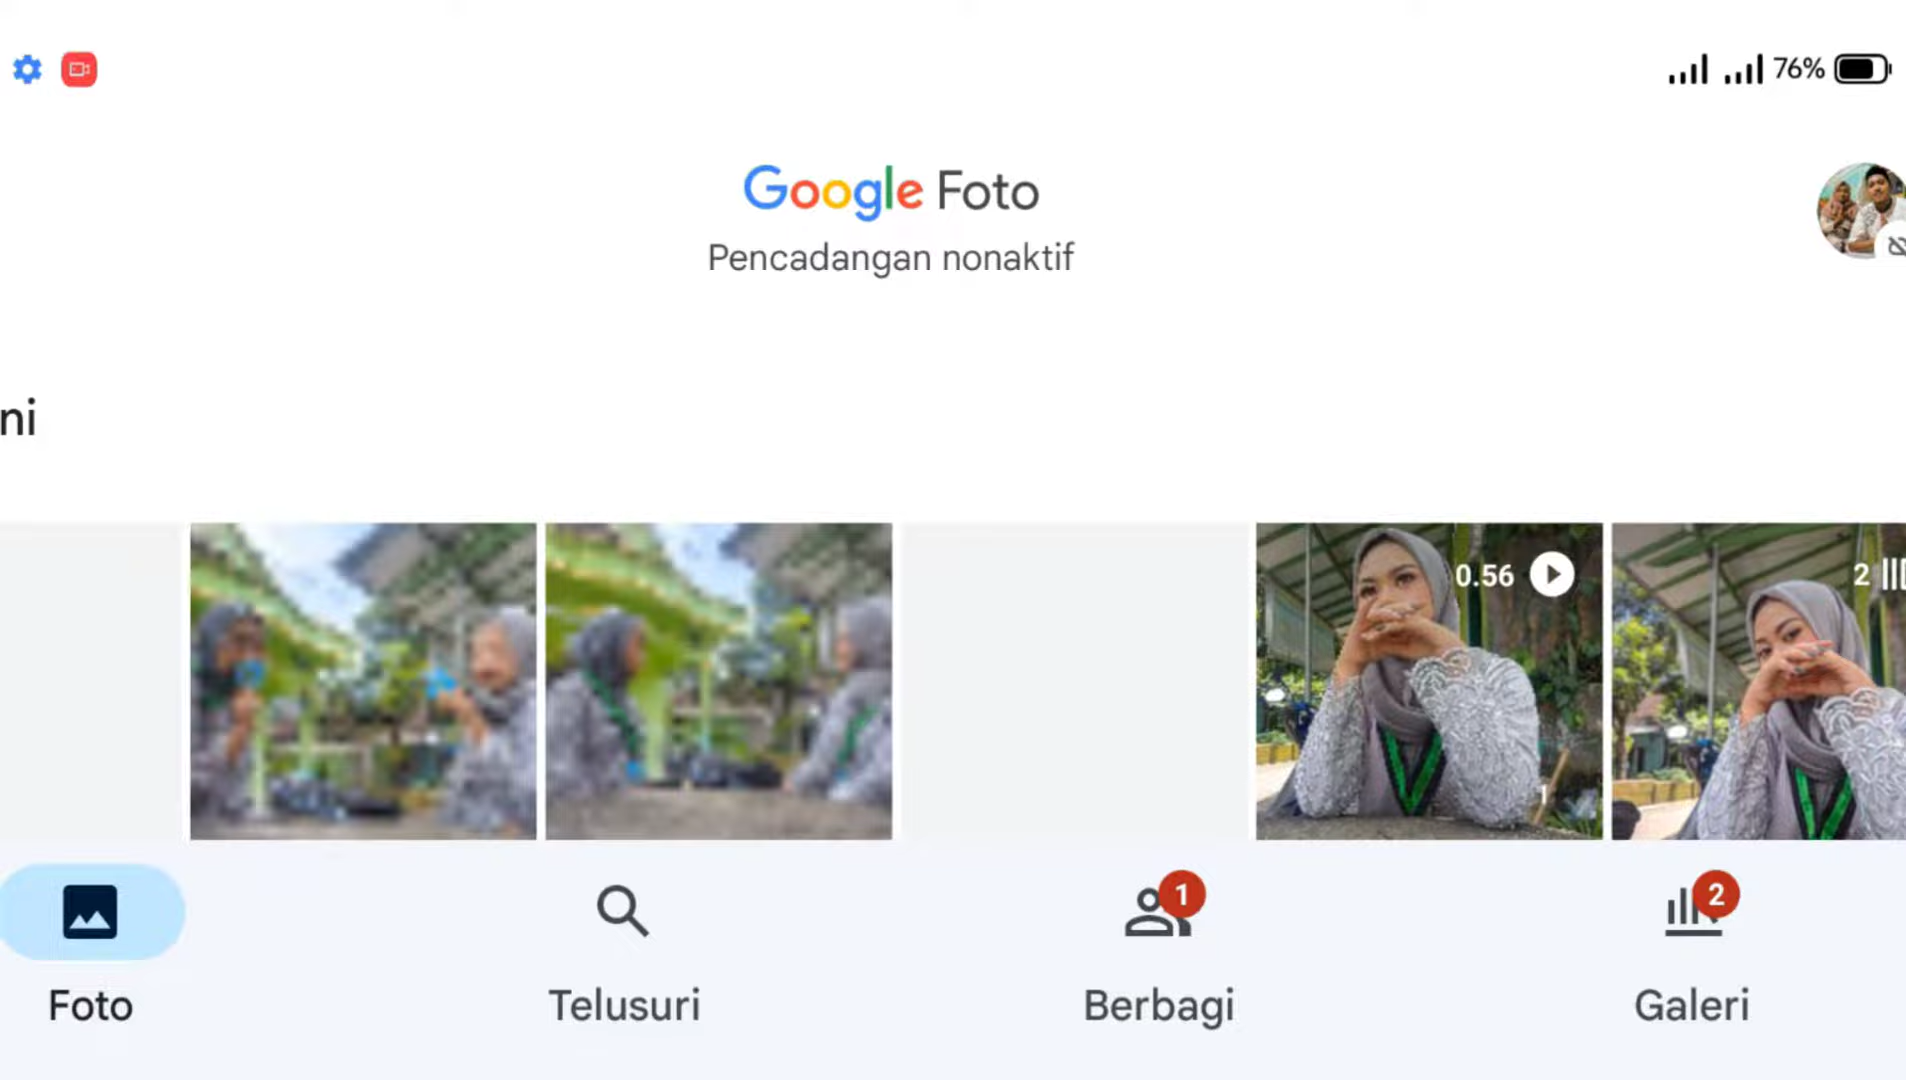 76%
Google Foto
Pencadangan nonaktif
ni
0.56
2
1
2
Foto
Telusuri
Berbagi
Galeri